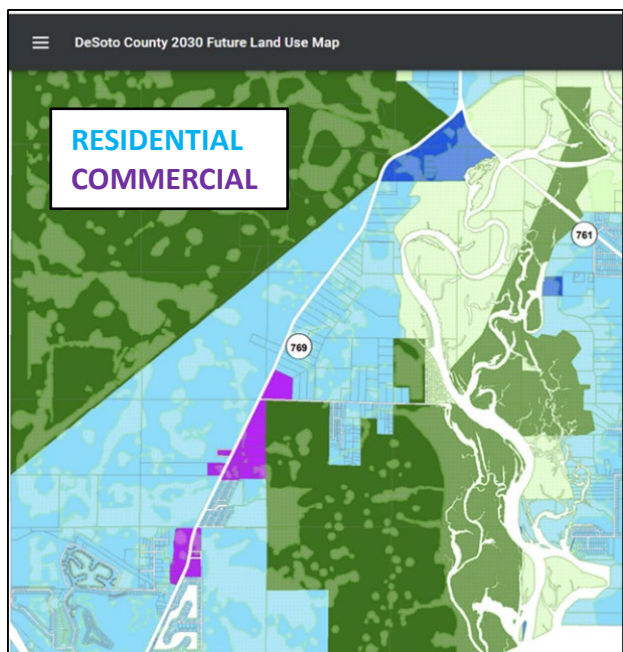 DeSoto County 2030 Future Land Use Map
RESIDENTIAL
COMMERCIAL
761
769